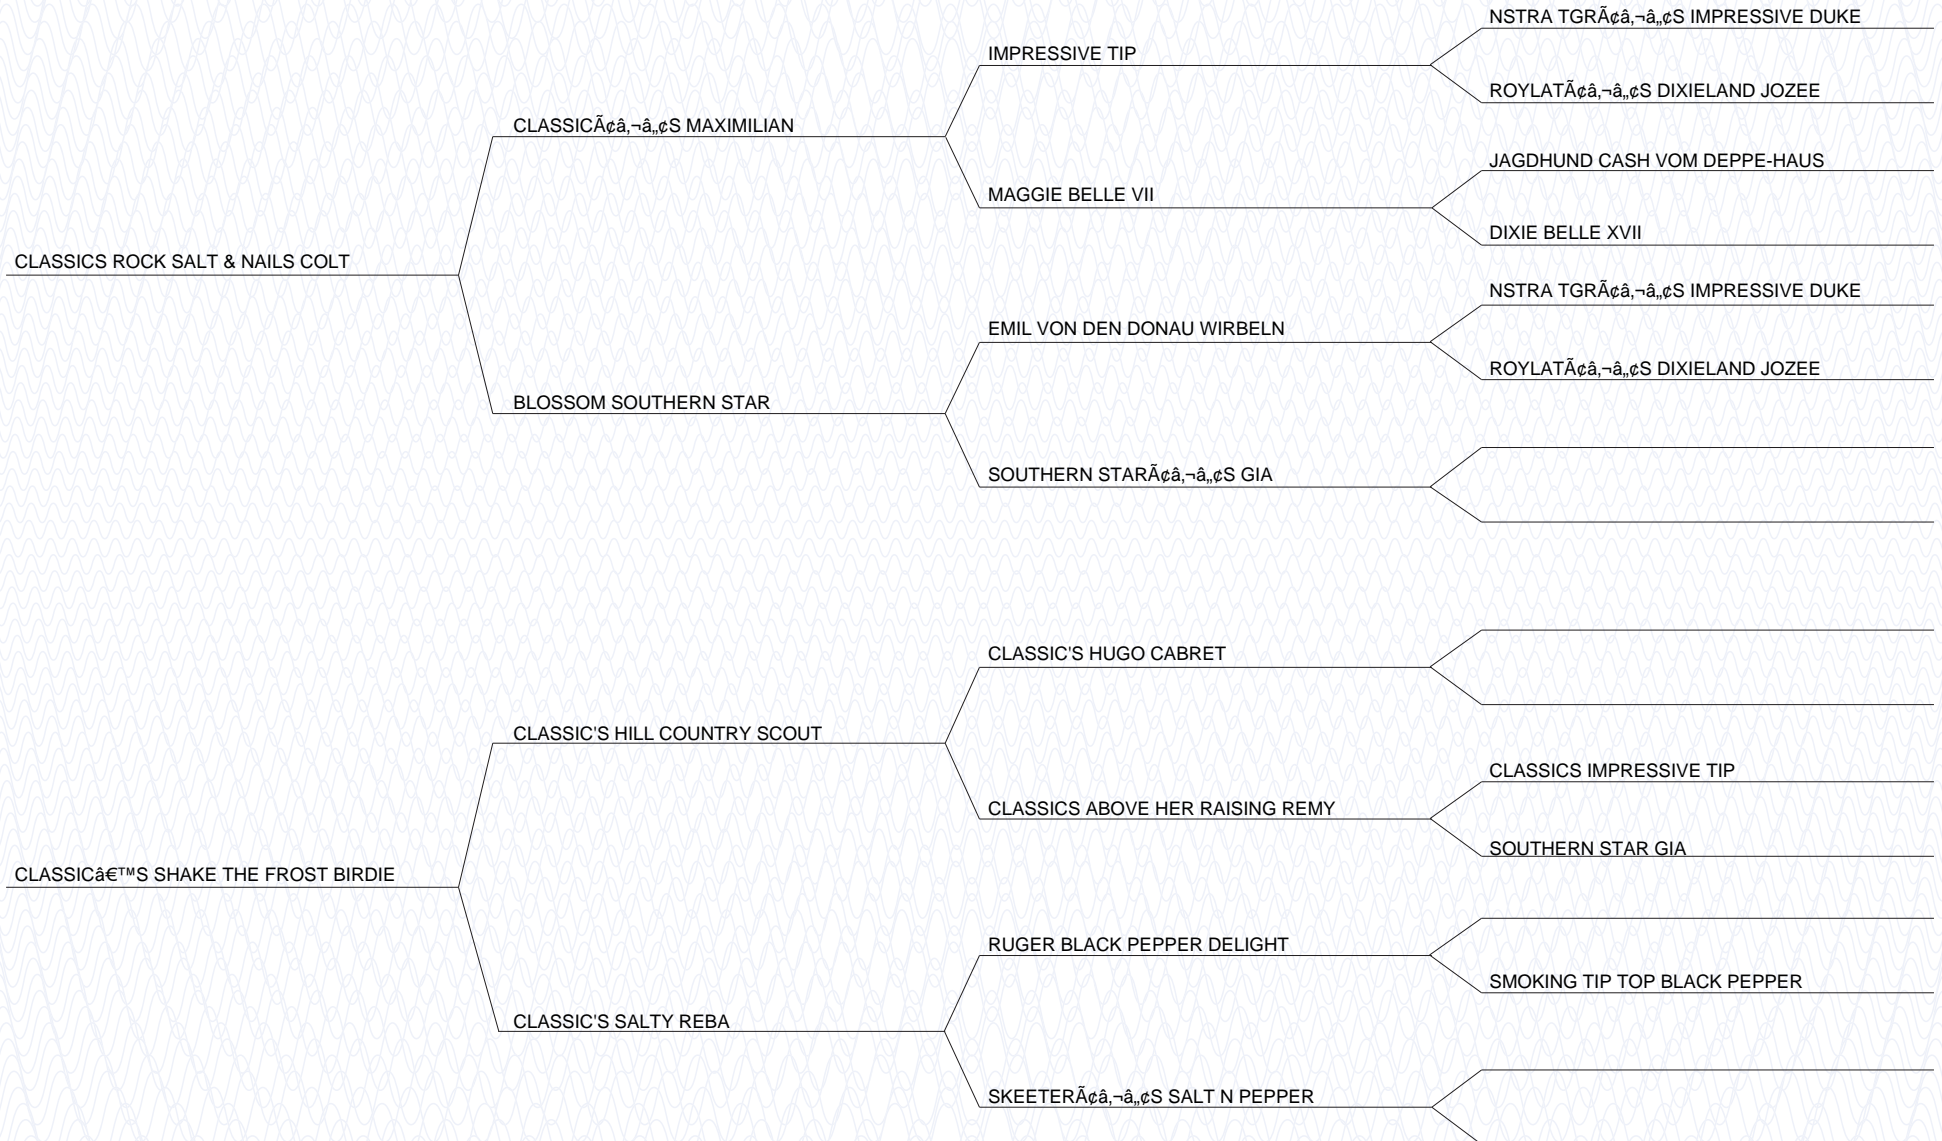 NSTRA TGRÃ¢â‚¬â„¢S IMPRESSIVE DUKE
IMPRESSIVE TIP
ROYLATÃ¢â‚¬â„¢S DIXIELAND JOZEE
CLASSICÃ¢â‚¬â„¢S MAXIMILIAN
JAGDHUND CASH VOM DEPPE-HAUS
MAGGIE BELLE VII
DIXIE BELLE XVII
CLASSICS ROCK SALT & NAILS COLT
NSTRA TGRÃ¢â‚¬â„¢S IMPRESSIVE DUKE
EMIL VON DEN DONAU WIRBELN
ROYLATÃ¢â‚¬â„¢S DIXIELAND JOZEE
BLOSSOM SOUTHERN STAR
SOUTHERN STARÃ¢â‚¬â„¢S GIA
CLASSIC'S HUGO CABRET
CLASSIC'S HILL COUNTRY SCOUT
CLASSICS IMPRESSIVE TIP
CLASSICS ABOVE HER RAISING REMY
SOUTHERN STAR GIA
CLASSICâ€™S SHAKE THE FROST BIRDIE
RUGER BLACK PEPPER DELIGHT
SMOKING TIP TOP BLACK PEPPER
CLASSIC'S SALTY REBA
SKEETERÃ¢â‚¬â„¢S SALT N PEPPER